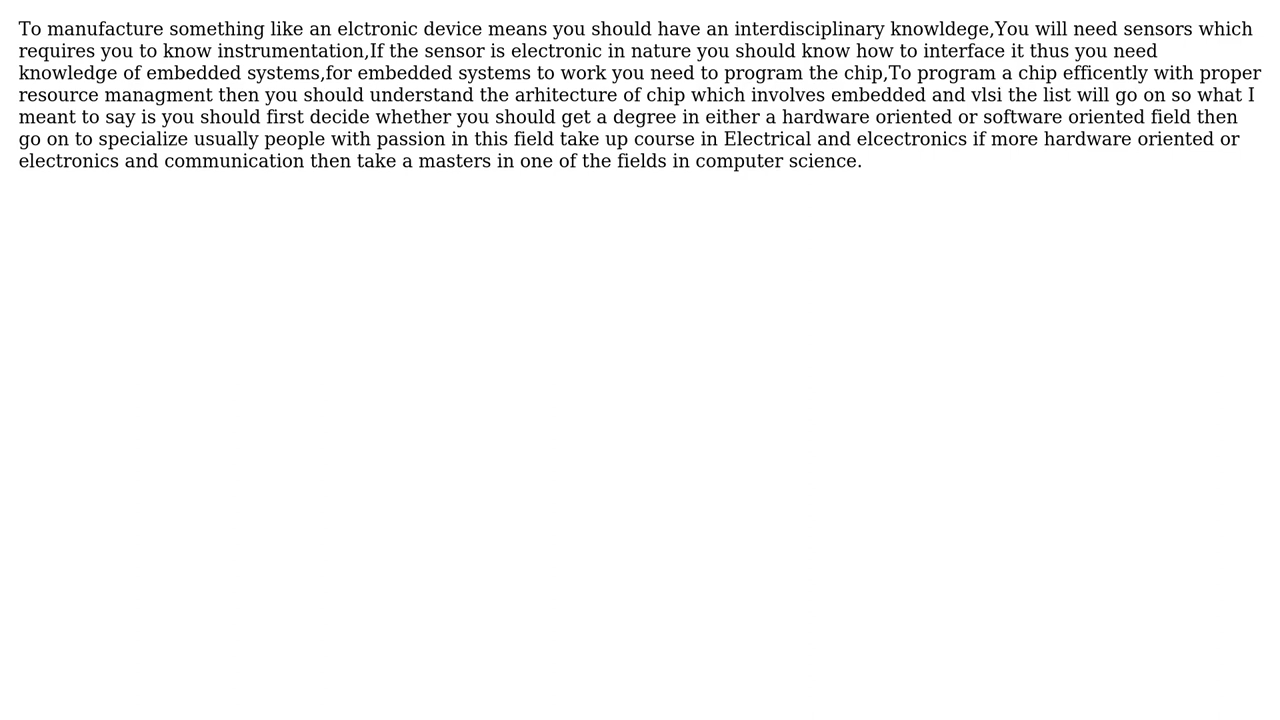 To manufacture something like an elctronic device means you should have an interdisciplinary knowldege,You will need sensors which
requires you to know instrumentation,If the sensor is electronic in nature you should know how to interface it thus you need
knowledge of embedded systems,for embedded systems to work you need to program the chip,To program a chip efficently with proper
resource managment then you should understand the arhitecture of chip which involves embedded and vlsi the list will go on so what I
meant to say is you should first decide whether you should get a degree in either a hardware oriented or software oriented field then
go on to specialize usually people with passion in this field take up course in Electrical and elcectronics if more hardware oriented or
electronics and communication then take a masters in one of the fields in computer science.